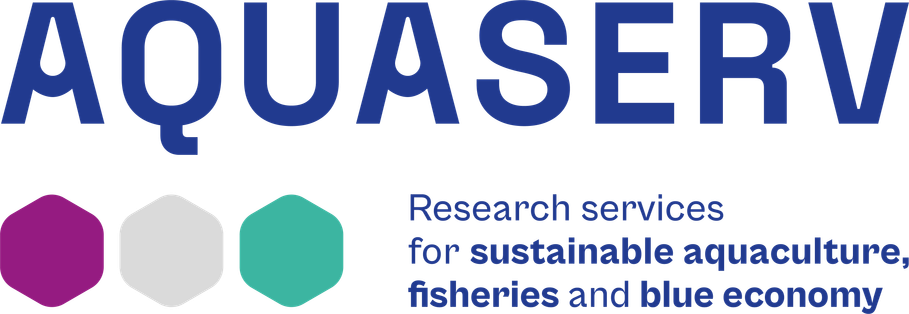 AQUASERV
Research services
for sustainable aquaculture,
fisheries and blue economy